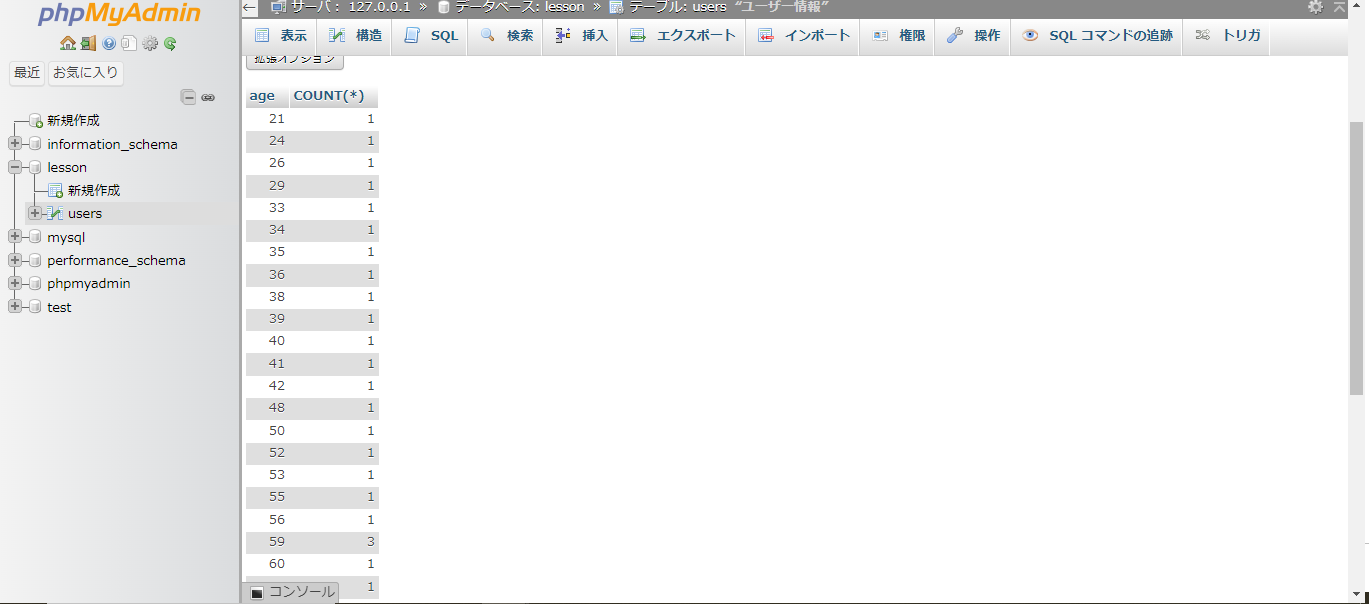 phpMyAdmin
最近 お気に入り
新規作成
information_schema
lesson
新規作成
users
mysql
performance_schema
phpmyadmin
test
サーバ: 127.0.0.1 » データベース: lesson » テーブル: users “ユーザー情報”
表示 構造 SQL 検索 挿入 エクスポート インポート 権限 操作 SQL コマンドの追跡 トリガ
拡張オプション
age COUNT(*)
21 1
24 1
26 1
29 1
33 1
34 1
35 1
36 1
38 1
39 1
40 1
41 1
42 1
48 1
50 1
52 1
53 1
55 1
56 1
59 3
60 1
1
コンソール